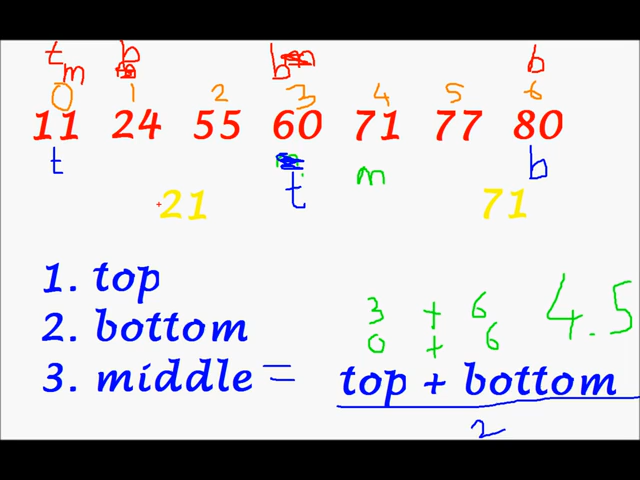 t m b b b
0 1 2 3 4 5 6
11 24 55 60 71 77 80
t t m b
21 71
1. top
2. bottom
3. middle = top + bottom
2
3 + 6 4.5
0 + 6